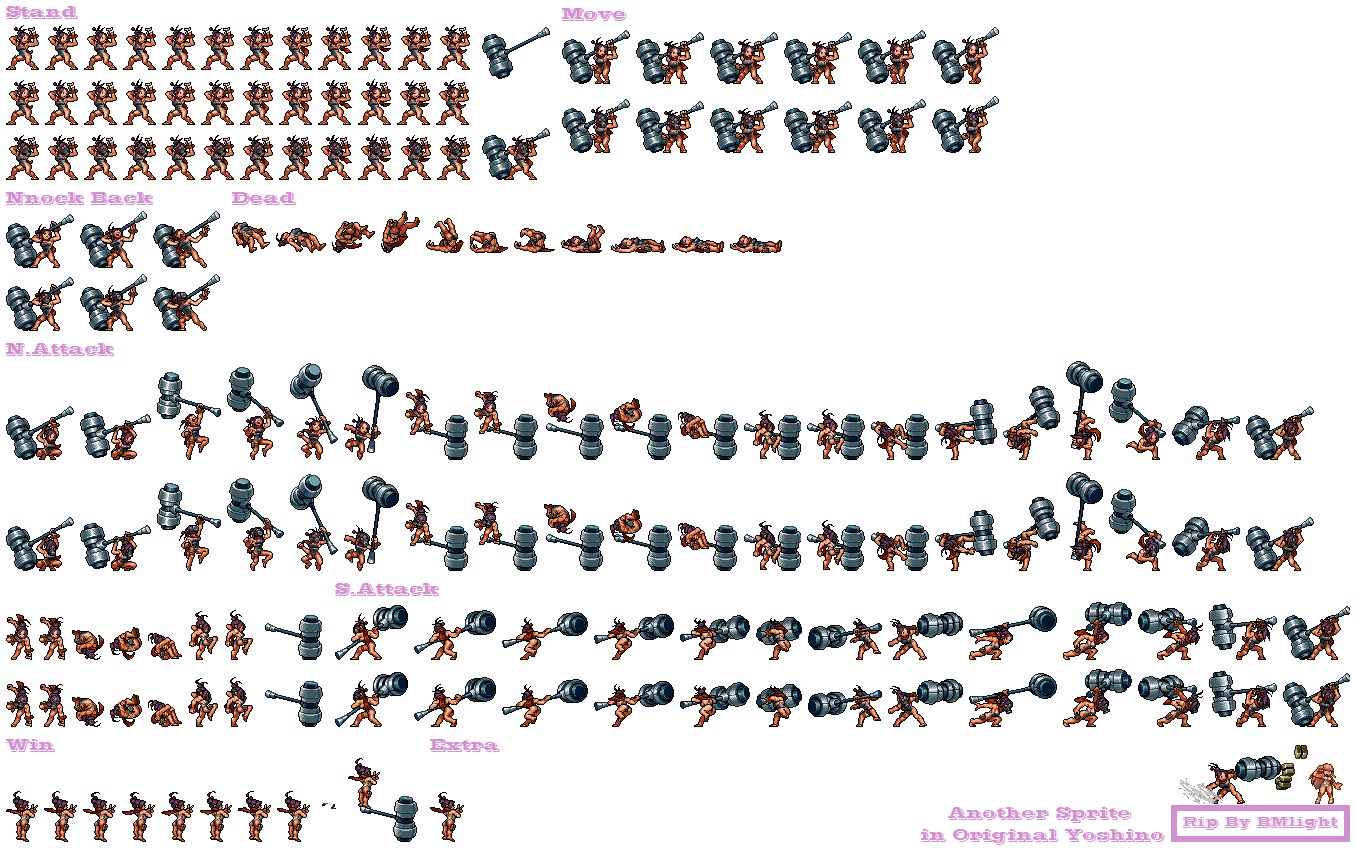 Stand
Move
Nnock Back
Dead
N.Attack
S.Attack
Win
Extra
Another Sprite
in Original Yoshino
Rip By BMlight